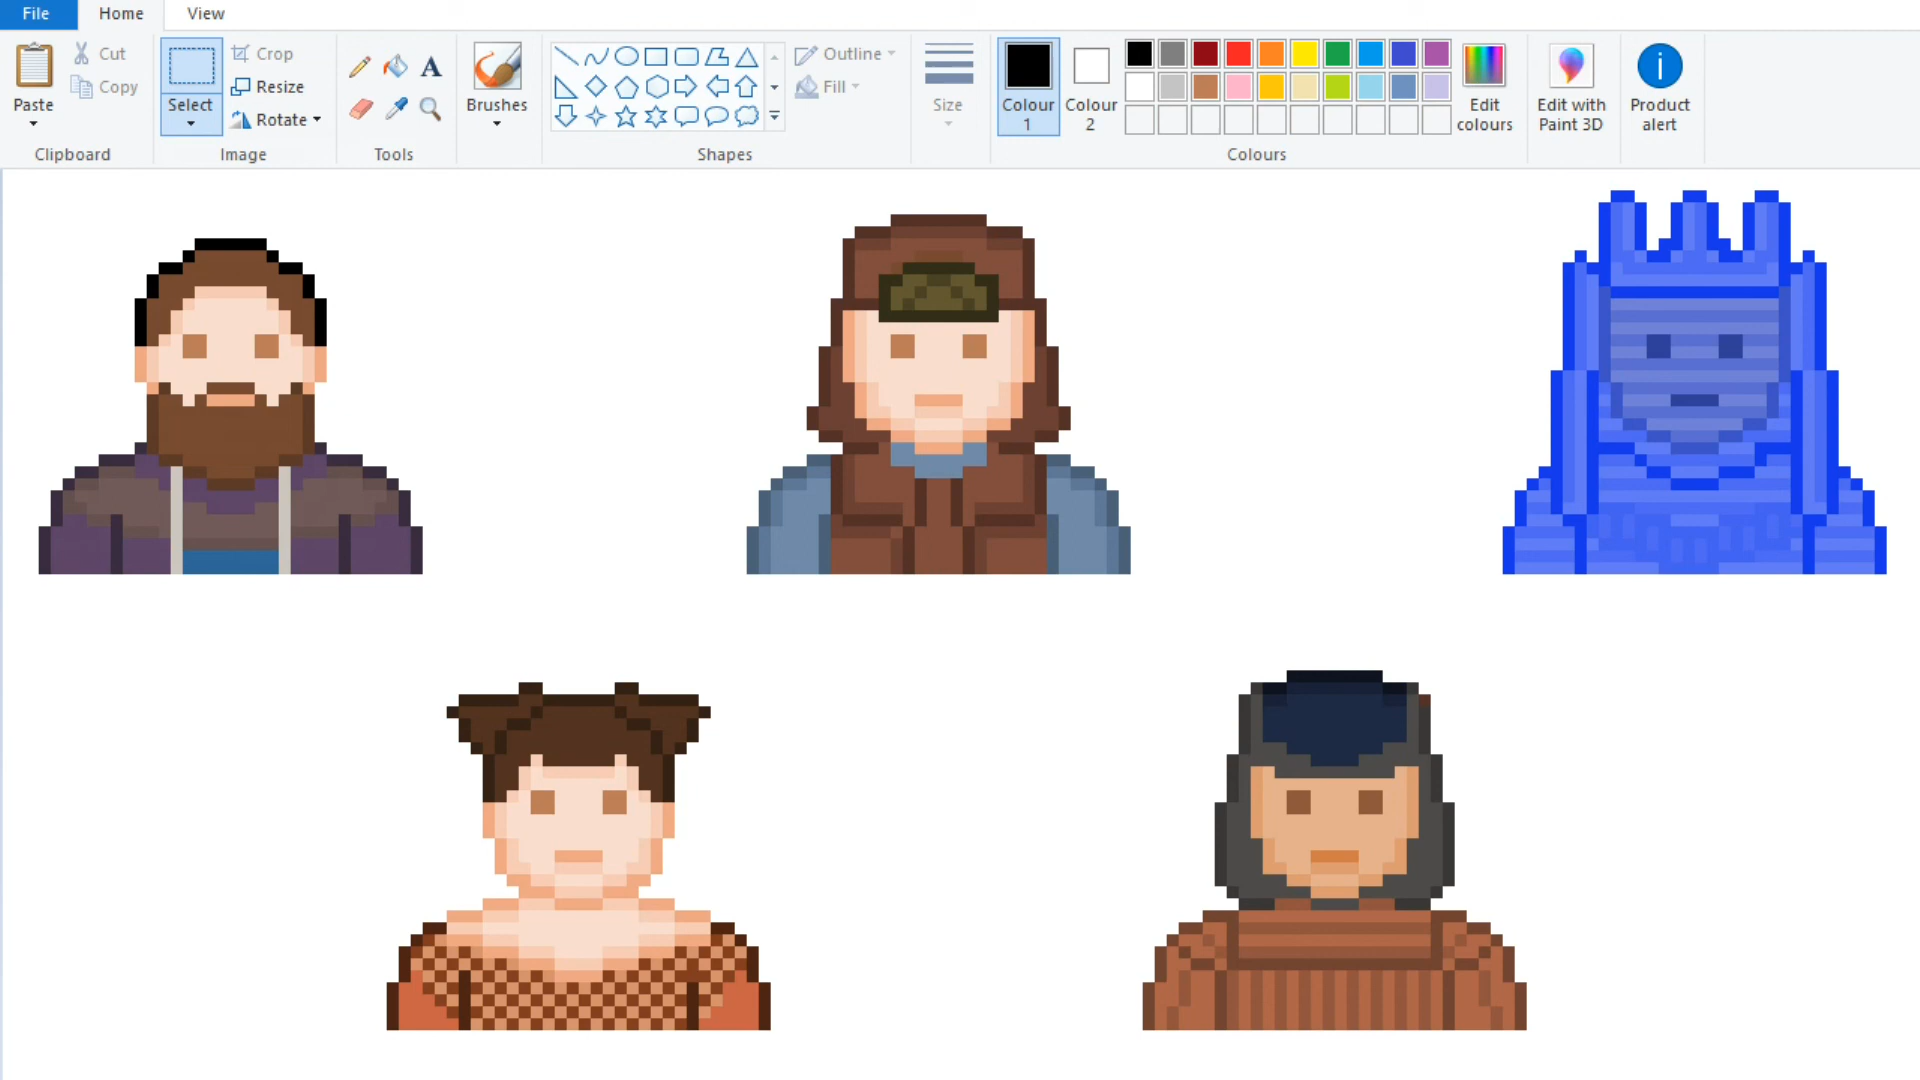 File Home View
Paste
Cut
Copy
Clipboard
Select
Crop
Resize
Rotate
Image
A
Tools
Brushes
Shapes
Outline
Fill
Size
Colour
1
Colour
2
Edit
colours
Colours
Edit with
Paint 3D
Product
alert